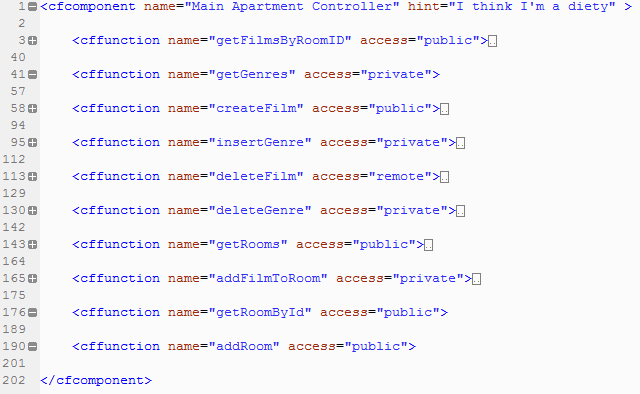 1 <cfcomponent name="Main Apartment Controller" hint="I think I'm a diety" >
2
3 <cffunction name="getFilmsByRoomID" access="public">
40
41 <cffunction name="getGenres" access="private">
57
58 <cffunction name="createFilm" access="public">
94
95 <cffunction name="insertGenre" access="private">
112
113 <cffunction name="deleteFilm" access="remote">
129
130 <cffunction name="deleteGenre" access="private">
142
143 <cffunction name="getRooms" access="public">
164
165 <cffunction name="addFilmToRoom" access="private">
175
176 <cffunction name="getRoomById" access="public">
189
190 <cffunction name="addRoom" access="public">
201
202 </cfcomponent>